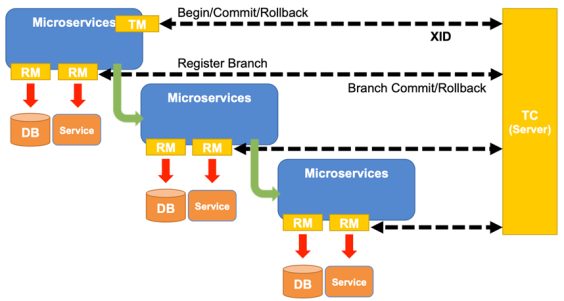 Begin/Commit/Rollback
Microservices
TM
XID
RM
RM
Register Branch
Branch Commit/Rollback
TC
(Server)
Microservices
DB
Service
RM
RM
Microservices
DB
Service
RM
RM
DB
Service